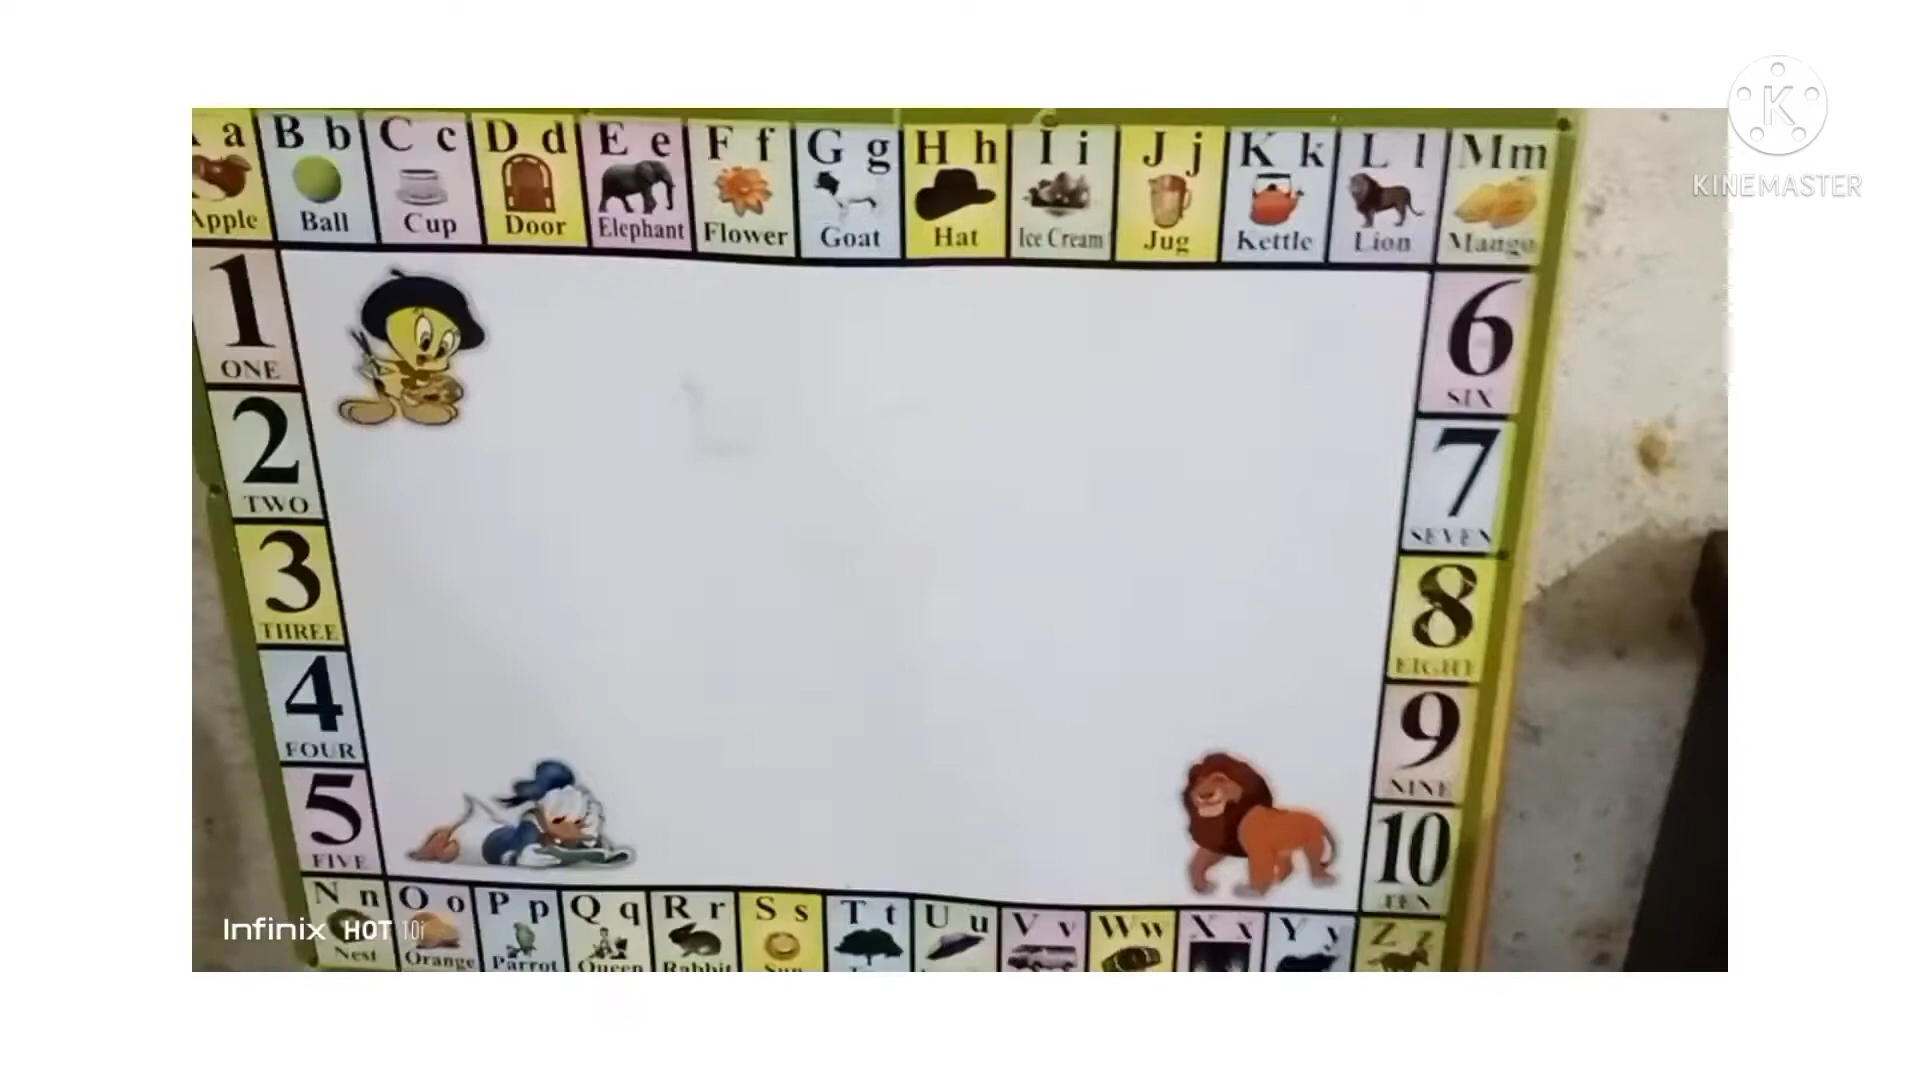 a B b C c D d E e F f G g H h I i J j K k L l Mm
Apple Ball Cup Door Elephant Flower Goat Hat Ice Cream Jug Kettle Lion Mango
KINEMASTER
1 6
ONE SIX
2 7
TWO SEVEN
3 8
THREE EIGHT
4 9
FOUR NINE
5 10
FIVE TEN
N n O o P p Q q R r S s T t U u V v Ww X x Y y Z z
Nest Orange Parrot Queen Rabbit Sun
Infinix HOT 10i